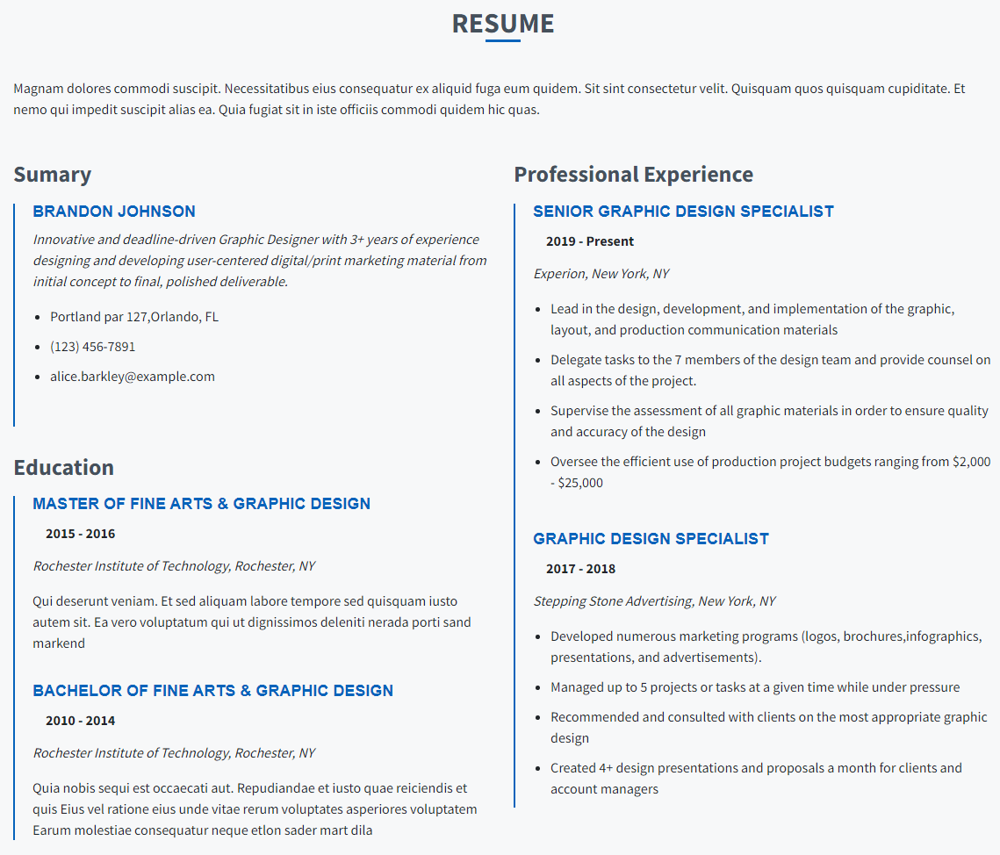 RESUME
Magnam dolores commodi suscipit. Necessitatibus eius consequatur ex aliquid fuga eum quidem. Sit sint consectetur velit. Quisquam quos quisquam cupiditate. Et
nemo qui impedit suscipit alias ea. Quia fugiat sit in iste officiis commodi quidem hic quas.
Sumary
BRANDON JOHNSON
Innovative and deadline-driven Graphic Designer with 3+ years of experience
designing and developing user-centered digital/print marketing material from
initial concept to final, polished deliverable.
• Portland par 127,Orlando, FL
• (123) 456-7891
• alice.barkley@example.com
Education
MASTER OF FINE ARTS & GRAPHIC DESIGN
2015 - 2016
Rochester Institute of Technology, Rochester, NY
Qui deserunt veniam. Et sed aliquam labore tempore sed quisquam iusto
autem sit. Ea vero voluptatum qui ut dignissimos deleniti nerada porti sand
markend
BACHELOR OF FINE ARTS & GRAPHIC DESIGN
2010 - 2014
Rochester Institute of Technology, Rochester, NY
Quia nobis sequi est occaecati aut. Repudiandae et iusto quae reiciendis et
quis Eius vel ratione eius unde vitae rerum voluptates asperiores voluptatem
Earum molestiae consequatur neque etlon sader mart dila
Professional Experience
SENIOR GRAPHIC DESIGN SPECIALIST
2019 - Present
Experion, New York, NY
• Lead in the design, development, and implementation of the graphic,
layout, and production communication materials
• Delegate tasks to the 7 members of the design team and provide counsel on
all aspects of the project.
• Supervise the assessment of all graphic materials in order to ensure quality
and accuracy of the design
• Oversee the efficient use of production project budgets ranging from $2,000
- $25,000
GRAPHIC DESIGN SPECIALIST
2017 - 2018
Stepping Stone Advertising, New York, NY
• Developed numerous marketing programs (logos, brochures,infographics,
presentations, and advertisements).
• Managed up to 5 projects or tasks at a given time while under pressure
• Recommended and consulted with clients on the most appropriate graphic
design
• Created 4+ design presentations and proposals a month for clients and
account managers